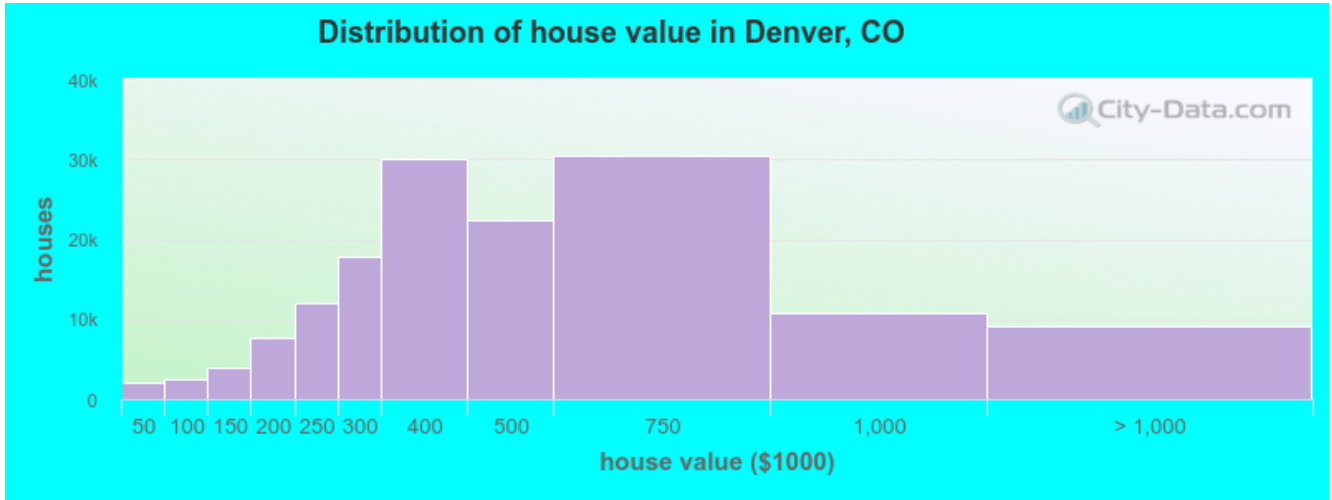 Distribution of house value in Denver, CO
City-Data.com
40k
30k
20k
10k
0
houses
50 100 150 200 250 300 400 500 750 1,000 > 1,000
house value ($1000)